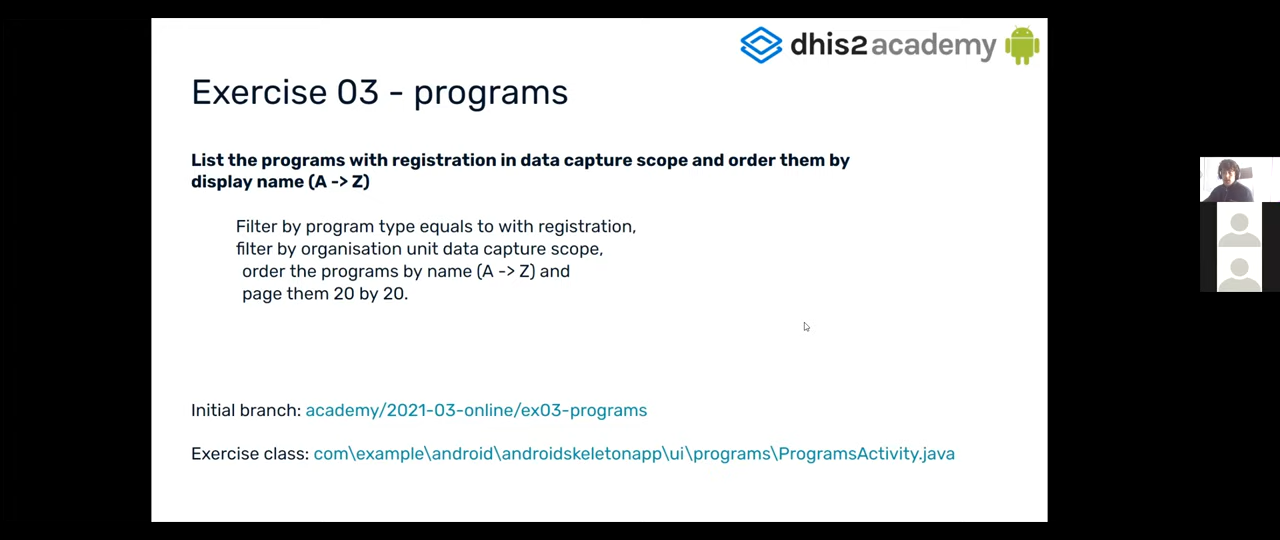 dhis2 academy
Exercise 03 - programs
List the programs with registration in data capture scope and order them by
display name (A -> Z)
Filter by program type equals to with registration,
filter by organisation unit data capture scope,
order the programs by name (A -> Z) and
page them 20 by 20.
Initial branch: academy/2021-03-online/ex03-programs
Exercise class: com\example\android\androidskeletonapp\ui\programs\ProgramsActivity.java